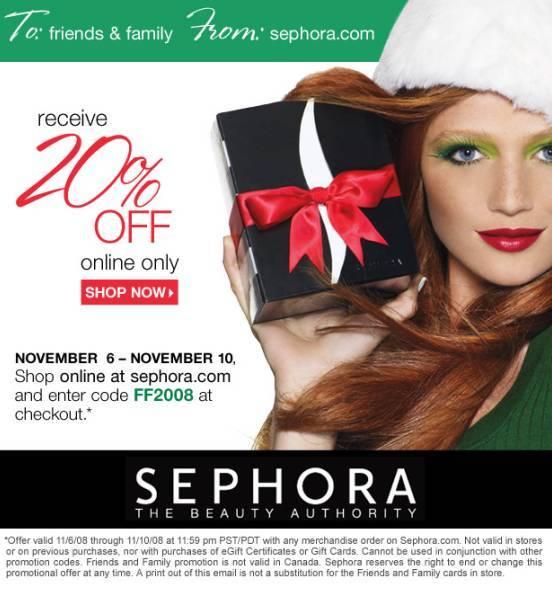 To: friends & family From: sephora.com
receive
20%
OFF
online only
SHOP NOW
NOVEMBER 6 – NOVEMBER 10,
Shop online at sephora.com
and enter code FF2008 at
checkout.*
SEPHORA
THE BEAUTY AUTHORITY
*Offer valid 11/6/08 through 11/10/08 at 11:59 pm PST/PDT with any merchandise order on Sephora.com. Not valid in stores
or on previous purchases, nor with purchases of eGift Certificates or Gift Cards. Cannot be used in conjunction with other
promotion codes. Friends and Family promotion is not valid in Canada. Sephora reserves the right to end or change this
promotional offer at any time. A print out of this email is not a substitution for the Friends and Family cards in store.